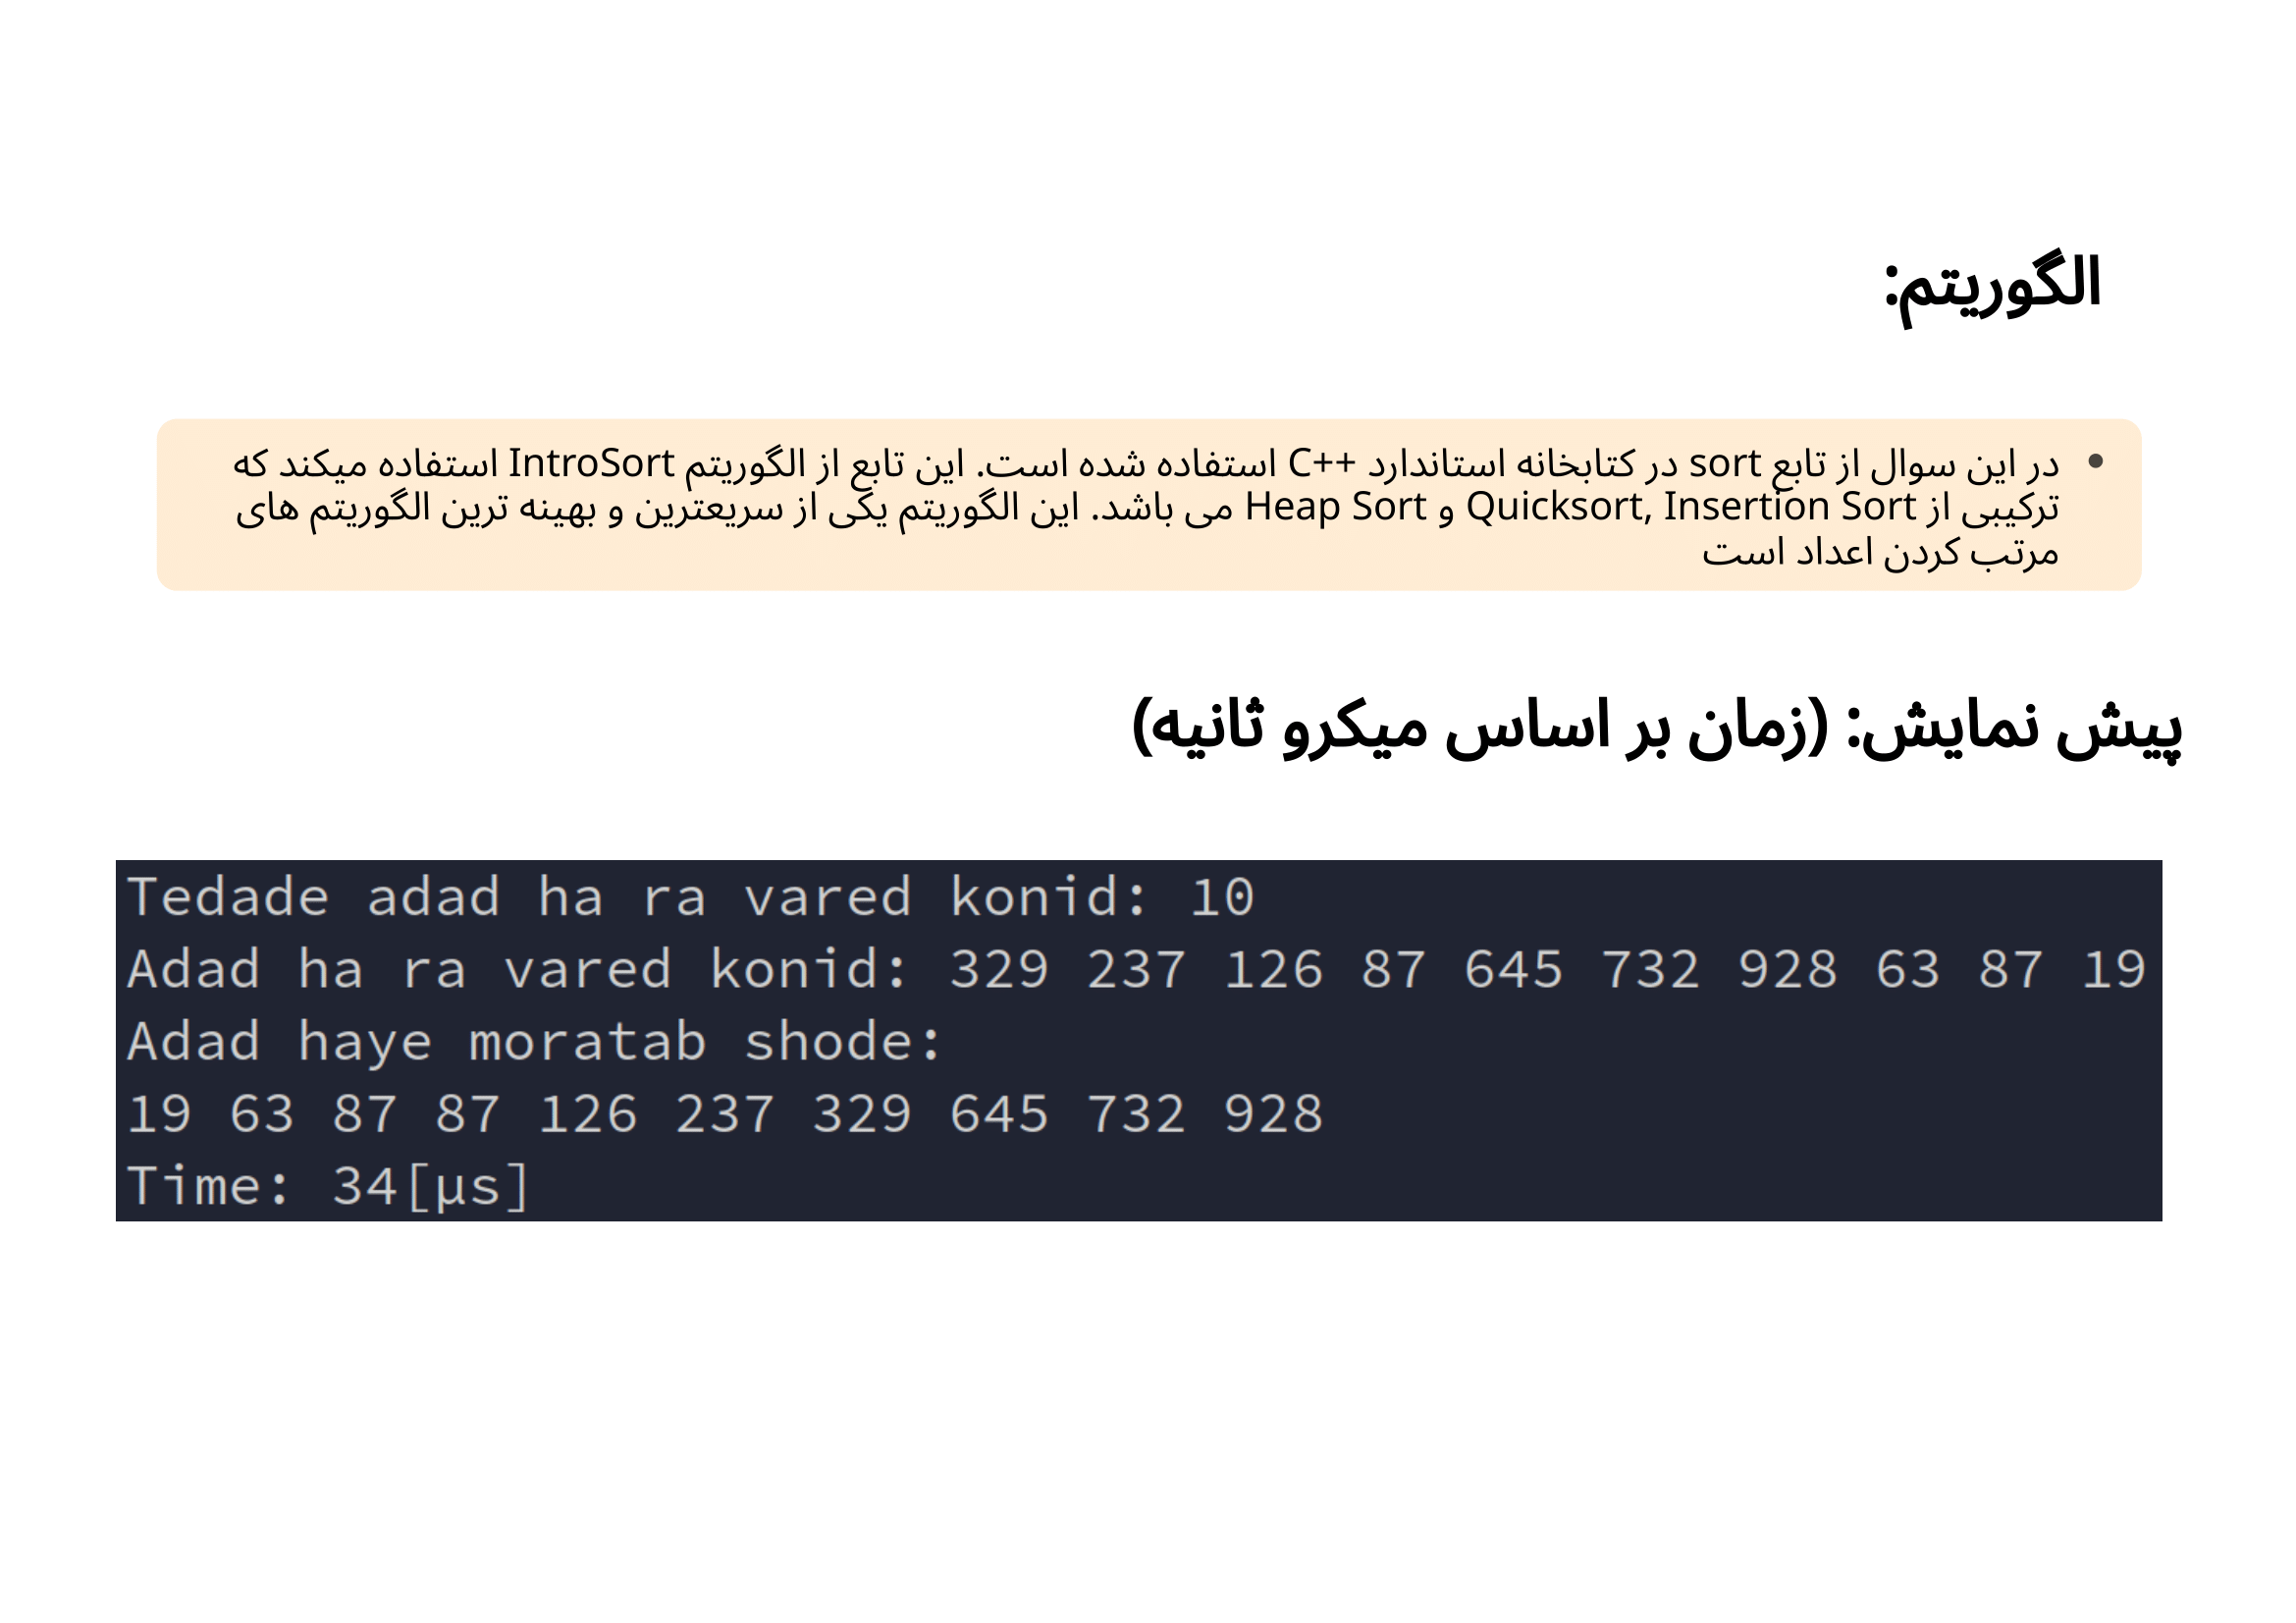 الگوریتم:
• در این سوال از تابع sort در کتابخانه استاندارد C++ استفاده شده است. این تابع از الگوریتم IntroSort استفاده میکند که
ترکیبی از Quicksort, Insertion Sort و Heap Sort می باشد. این الگوریتم یکی از سریعترین و بهینه ترین الگوریتم های
مرتب کردن اعداد است
پیش نمایش: (زمان بر اساس میکرو ثانیه)
Tedade adad ha ra vared konid: 10
Adad ha ra vared konid: 329 237 126 87 645 732 928 63 87 19
Adad haye moratab shode:
19 63 87 87 126 237 329 645 732 928
Time: 34[µs]